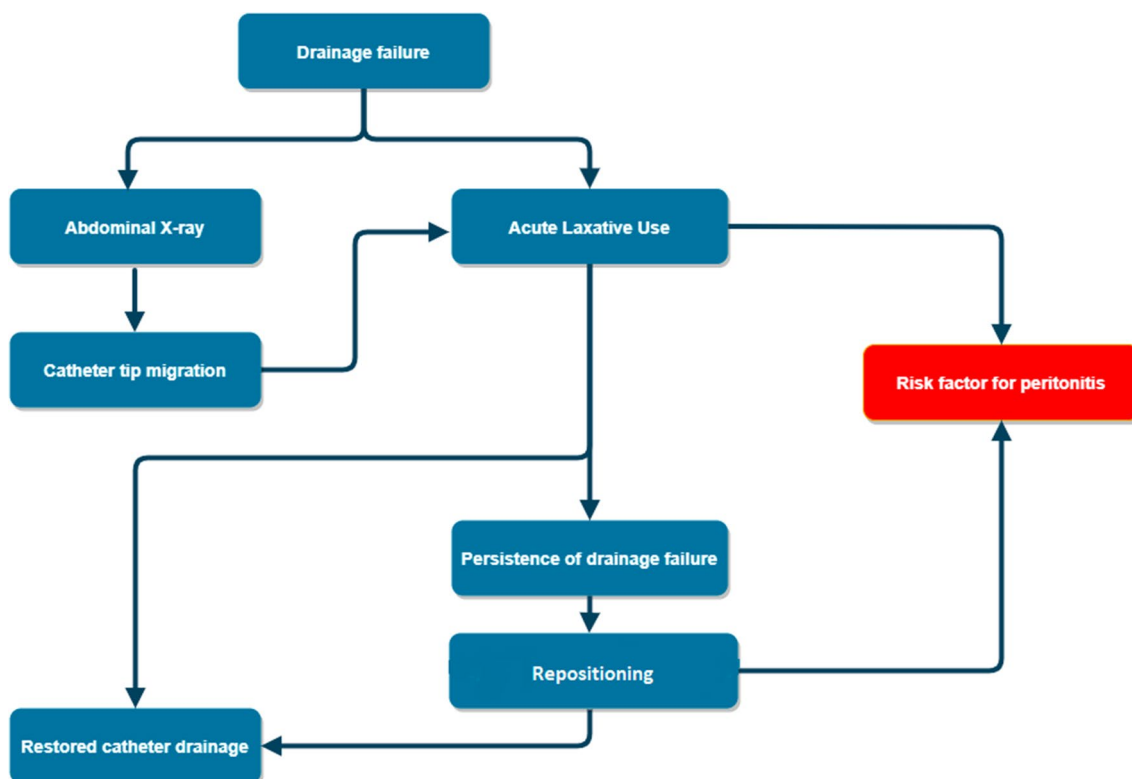 Drainage failure
Abdominal X-ray
Acute Laxative Use
Catheter tip migration
Risk factor for peritonitis
Persistence of drainage failure
Repositioning
Restored catheter drainage